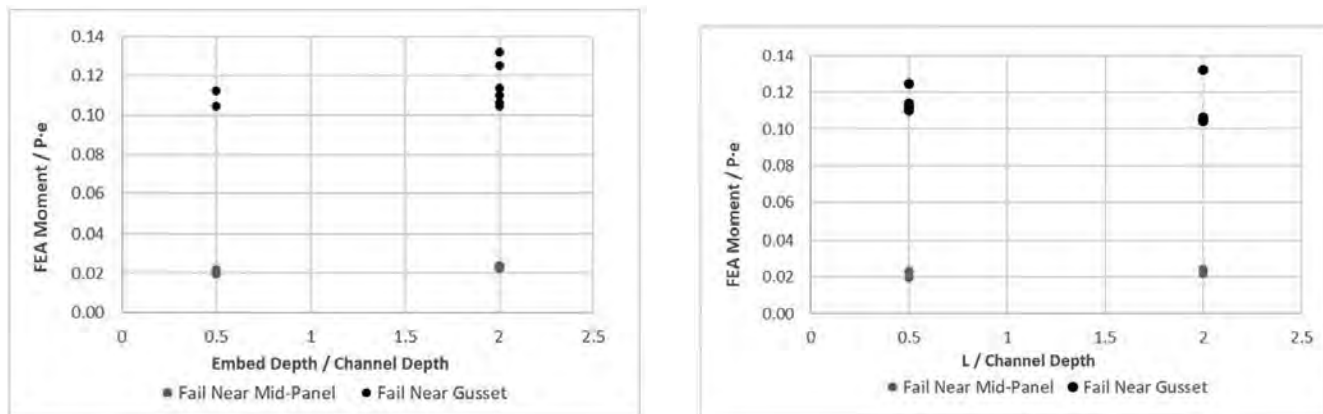 0.14
0.12
0.10
0.08
0.06
0.04
0.02
0.00
FEA Moment / P·e
0 0.5 1 1.5 2 2.5
Embed Depth / Channel Depth
Fail Near Mid-Panel Fail Near Gusset
0.14
0.12
0.10
0.08
0.06
0.04
0.02
0.00
FEA Moment / P·e
0 0.5 1 1.5 2 2.5
L / Channel Depth
Fail Near Mid-Panel Fail Near Gusset